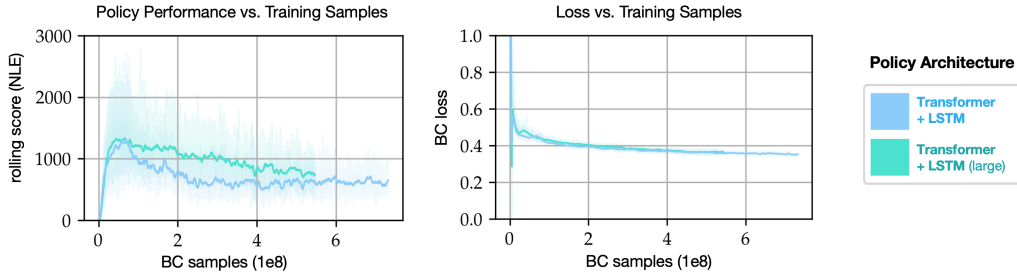 Policy Performance vs. Training Samples
rolling score (NLE)
3000
2000
1000
0
0
2
4
6
BC samples (1e8)
Loss vs. Training Samples
BC loss
1.0
0.8
0.6
0.4
0.2
0.0
0
2
4
6
BC samples (1e8)
Policy Architecture
Transformer
+ LSTM
Transformer
+ LSTM (large)